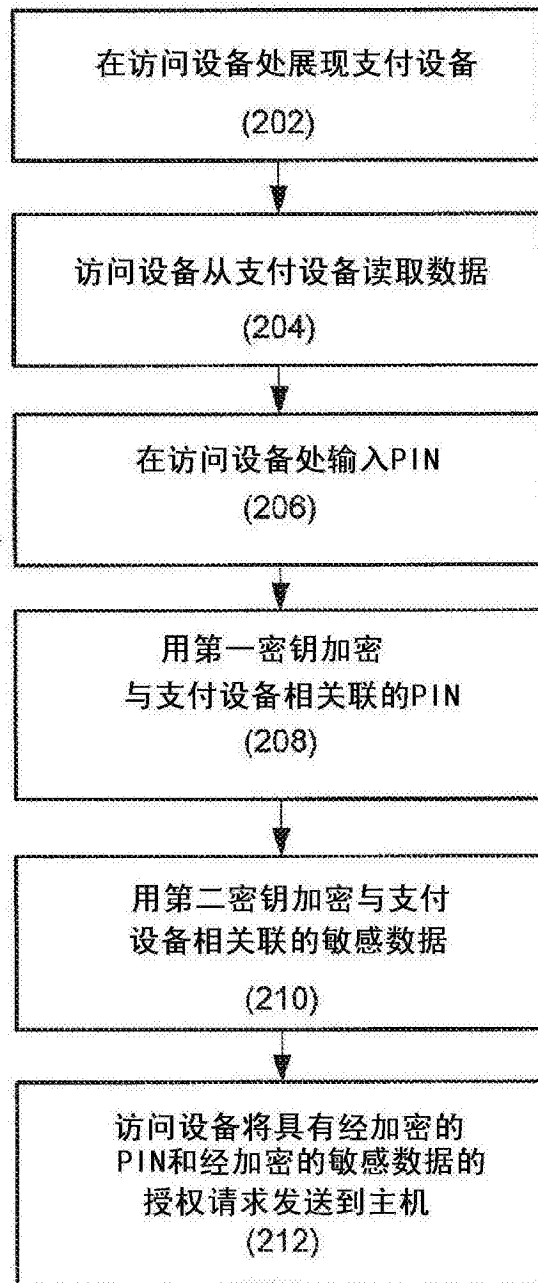 在访问设备处展现支付设备
(202)
访问设备从支付设备读取数据
(204)
在访问设备处输入PIN
(206)
用第一密钥加密
与支付设备相关联的PIN
(208)
用第二密钥加密与支付
设备相关联的敏感数据
(210)
访问设备将具有经加密的
PIN和经加密的敏感数据的
授权请求发送到主机
(212)